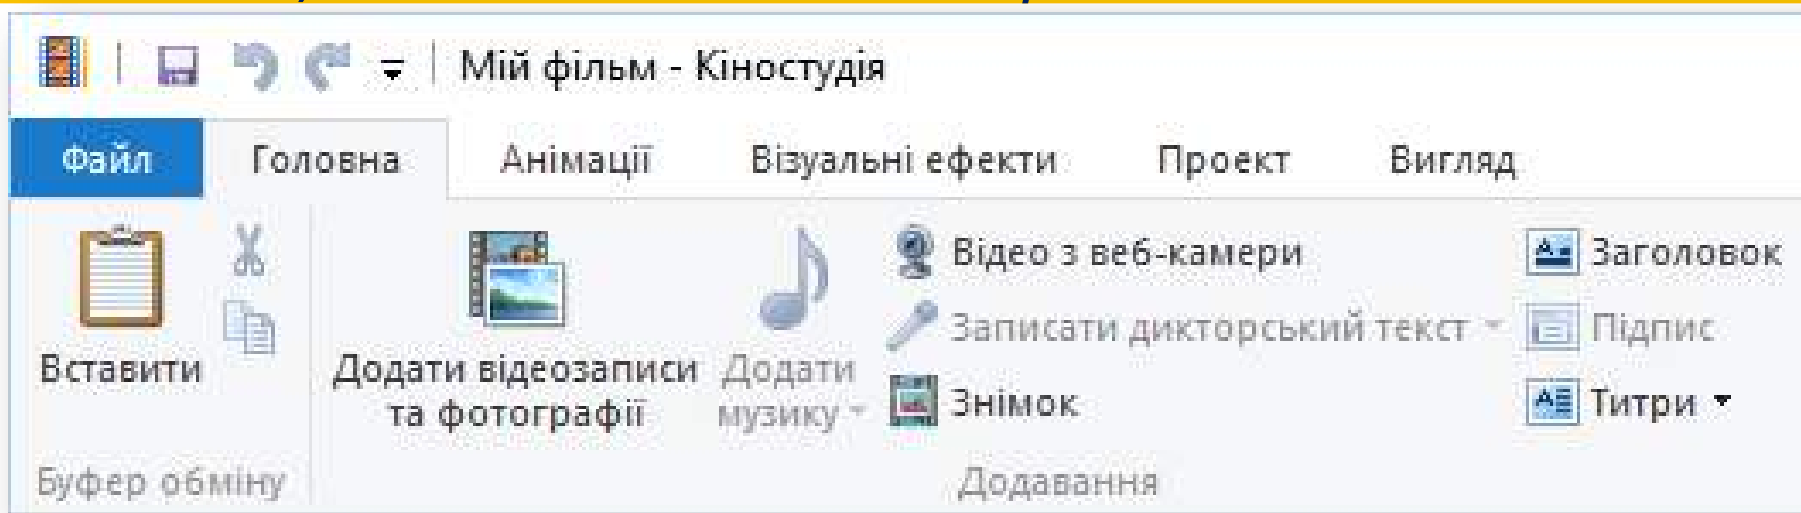 Мій фільм - Кіностудія
Файл Головна Анімації Візуальні ефекти Проект Вигляд
Вставити
Додати відеозаписи
та фотографії
Додати
музику
Відео з веб-камери
Записати дикторський текст
Знімок
Заголовок
Підпис
Титри
Буфер обміну
Додавання